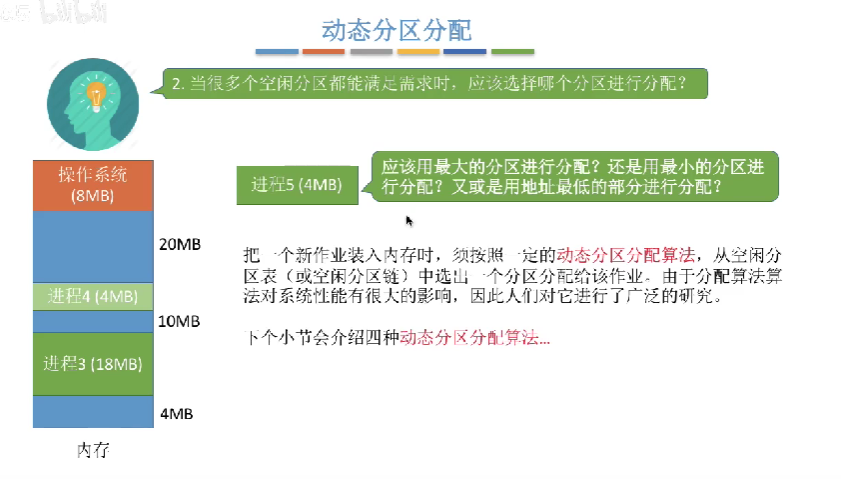 动态分区分配
2. 当很多个空闲分区都能满足需求时，应该选择哪个分区进行分配？
操作系统
(8MB)
20MB
进程4 (4MB)
10MB
进程3 (18MB)
4MB
内存
进程5 (4MB)
应该用最大的分区进行分配？还是用最小的分区进
行分配？又或是用地址最低的部分进行分配？
把一个新作业装入内存时，须按照一定的动态分区分配算法，从空闲分
区表（或空闲分区链）中选出一个分区分配给该作业。由于分配算法算
法对系统性能有很大的影响，因此人们对它进行了广泛的研究。
下个小节会介绍四种动态分区分配算法...